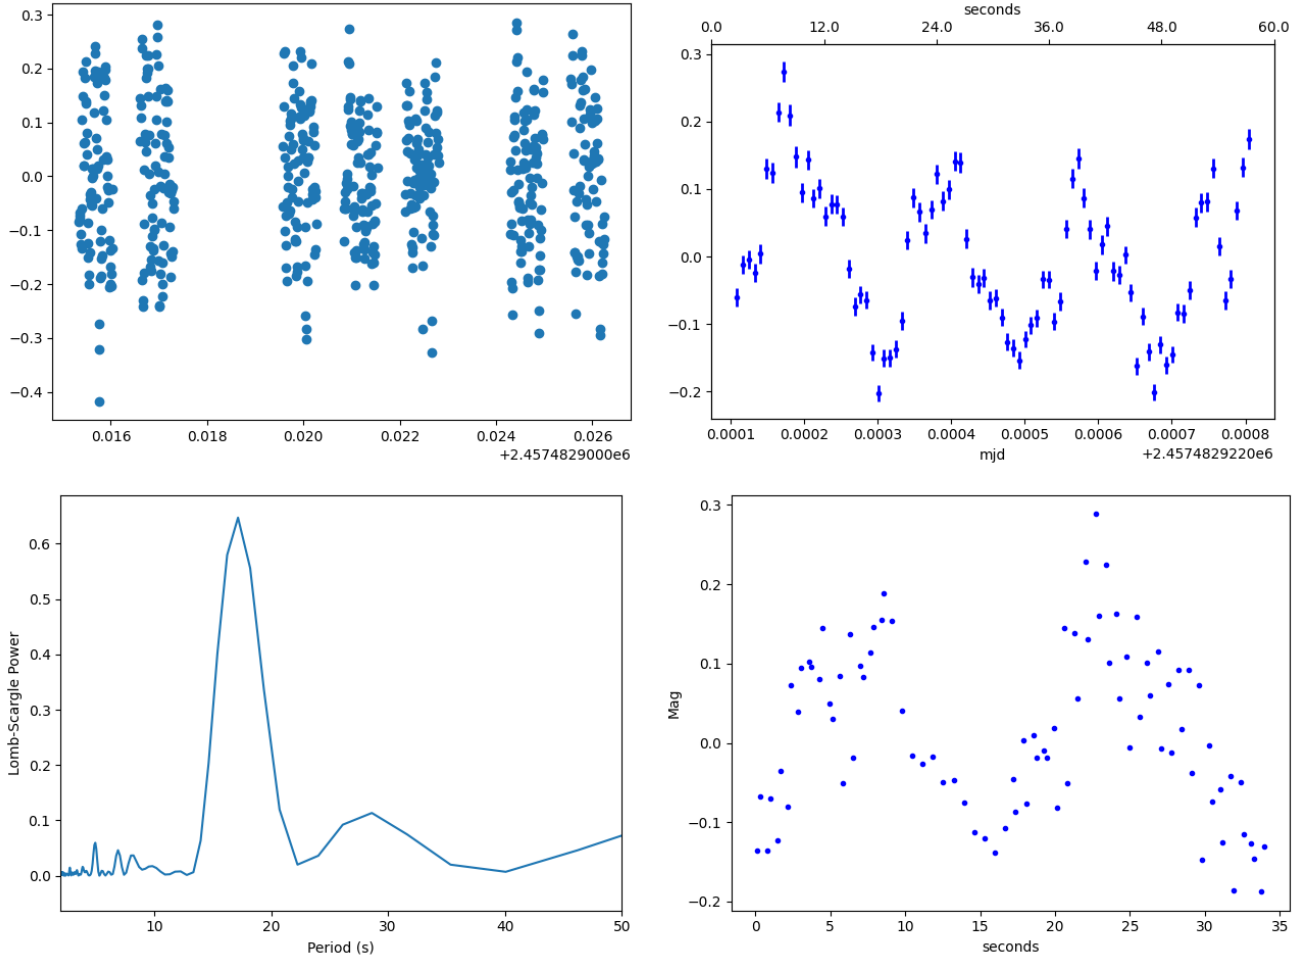 seconds
0.0 12.0 24.0 36.0 48.0 60.0
0.3
0.2
0.1
0.0
−0.1
−0.2
−0.3
−0.4
0.016 0.018 0.020 0.022 0.024 0.026
+2.4574829000e6
0.3
0.2
0.1
0.0
−0.1
−0.2
0.0001 0.0002 0.0003 0.0004 0.0005 0.0006 0.0007 0.0008
mjd +2.4574829220e6
Lomb-Scargle Power
0.6
0.5
0.4
0.3
0.2
0.1
0.0
10 20 30 40 50
Period (s)
Mag
0.3
0.2
0.1
0.0
−0.1
−0.2
0 5 10 15 20 25 30 35
seconds